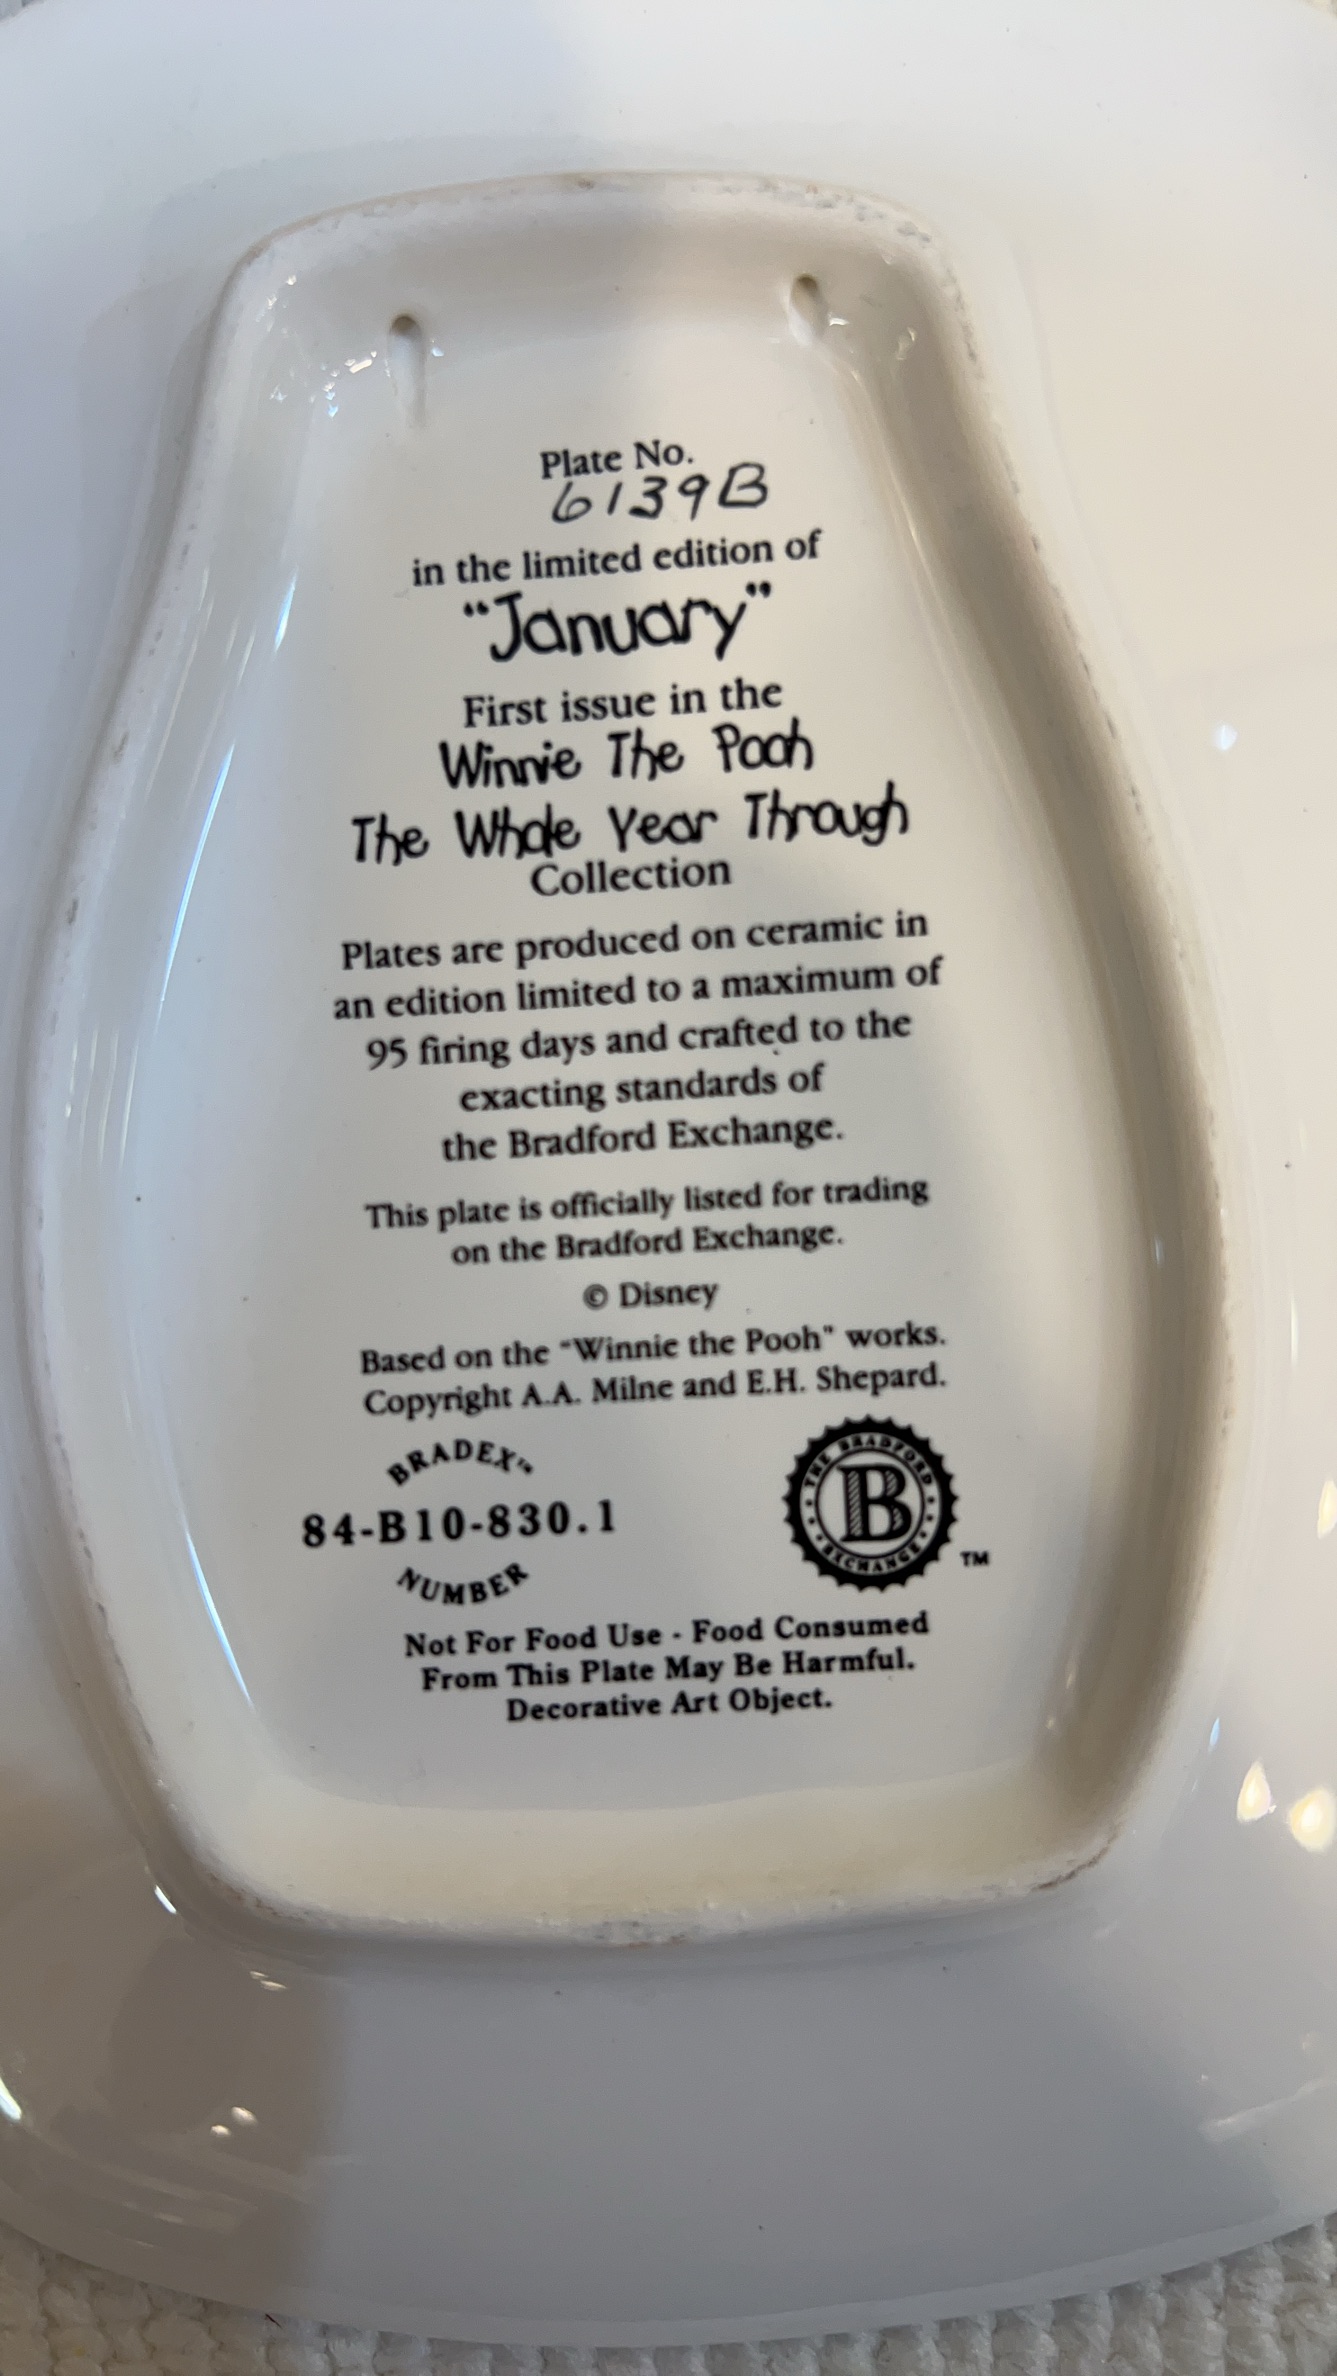 Plate No.
6139B
in the limited edition of
"January"
First issue in the
Winnie The Pooh
The Whole Year Through
Collection
Plates are produced on ceramic in
an edition limited to a maximum of
95 firing days and crafted to the
exacting standards of
the Bradford Exchange.
This plate is officially listed for trading
on the Bradford Exchange.
© Disney
Based on the "Winnie the Pooh" works.
Copyright A.A. Milne and E.H. Shepard.
BRADEX™
84-B10-830.1
NUMBER
THE BRADFORD
B
EXCHANGE
TM
Not For Food Use - Food Consumed
From This Plate May Be Harmful.
Decorative Art Object.